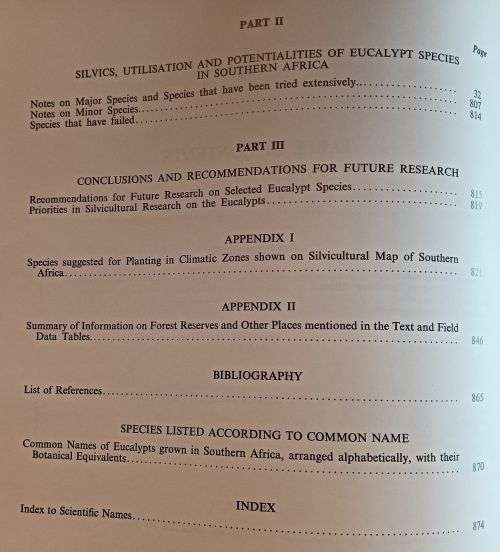 PART II
Page
SILVICS, UTILISATION AND POTENTIALITIES OF EUCALYPT SPECIES
IN SOUTHERN AFRICA
Notes on Major Species and Species that have been tried extensively.................... 32
Notes on Minor Species.................... 807
Species that have failed.................... 814
PART III
CONCLUSIONS AND RECOMMENDATIONS FOR FUTURE RESEARCH
Recommendations for Future Research on Selected Eucalypt Species.................... 815
Priorities in Silvicultural Research on the Eucalypts.................... 819
APPENDIX I
Species suggested for Planting in Climatic Zones shown on Silvicultural Map of Southern
Africa.................... 821
APPENDIX II
Summary of Information on Forest Reserves and Other Places mentioned in the Text and Field
Data Tables.................... 846
BIBLIOGRAPHY
List of References.................... 865
SPECIES LISTED ACCORDING TO COMMON NAME
Common Names of Eucalypts grown in Southern Africa, arranged alphabetically, with their
Botanical Equivalents.................... 870
INDEX
Index to Scientific Names.................... 874